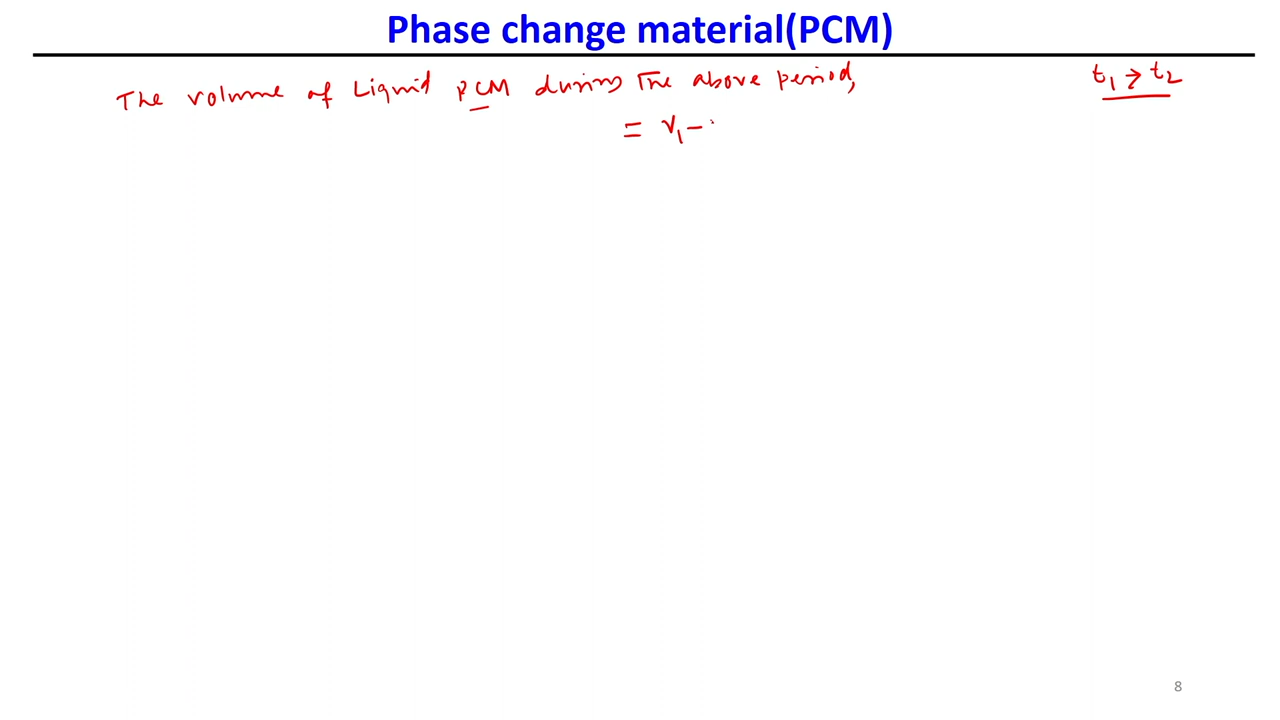 Phase change material(PCM)
The volume of Liquid PCM during the above period, t₁ → t₂
= V₁ -
8